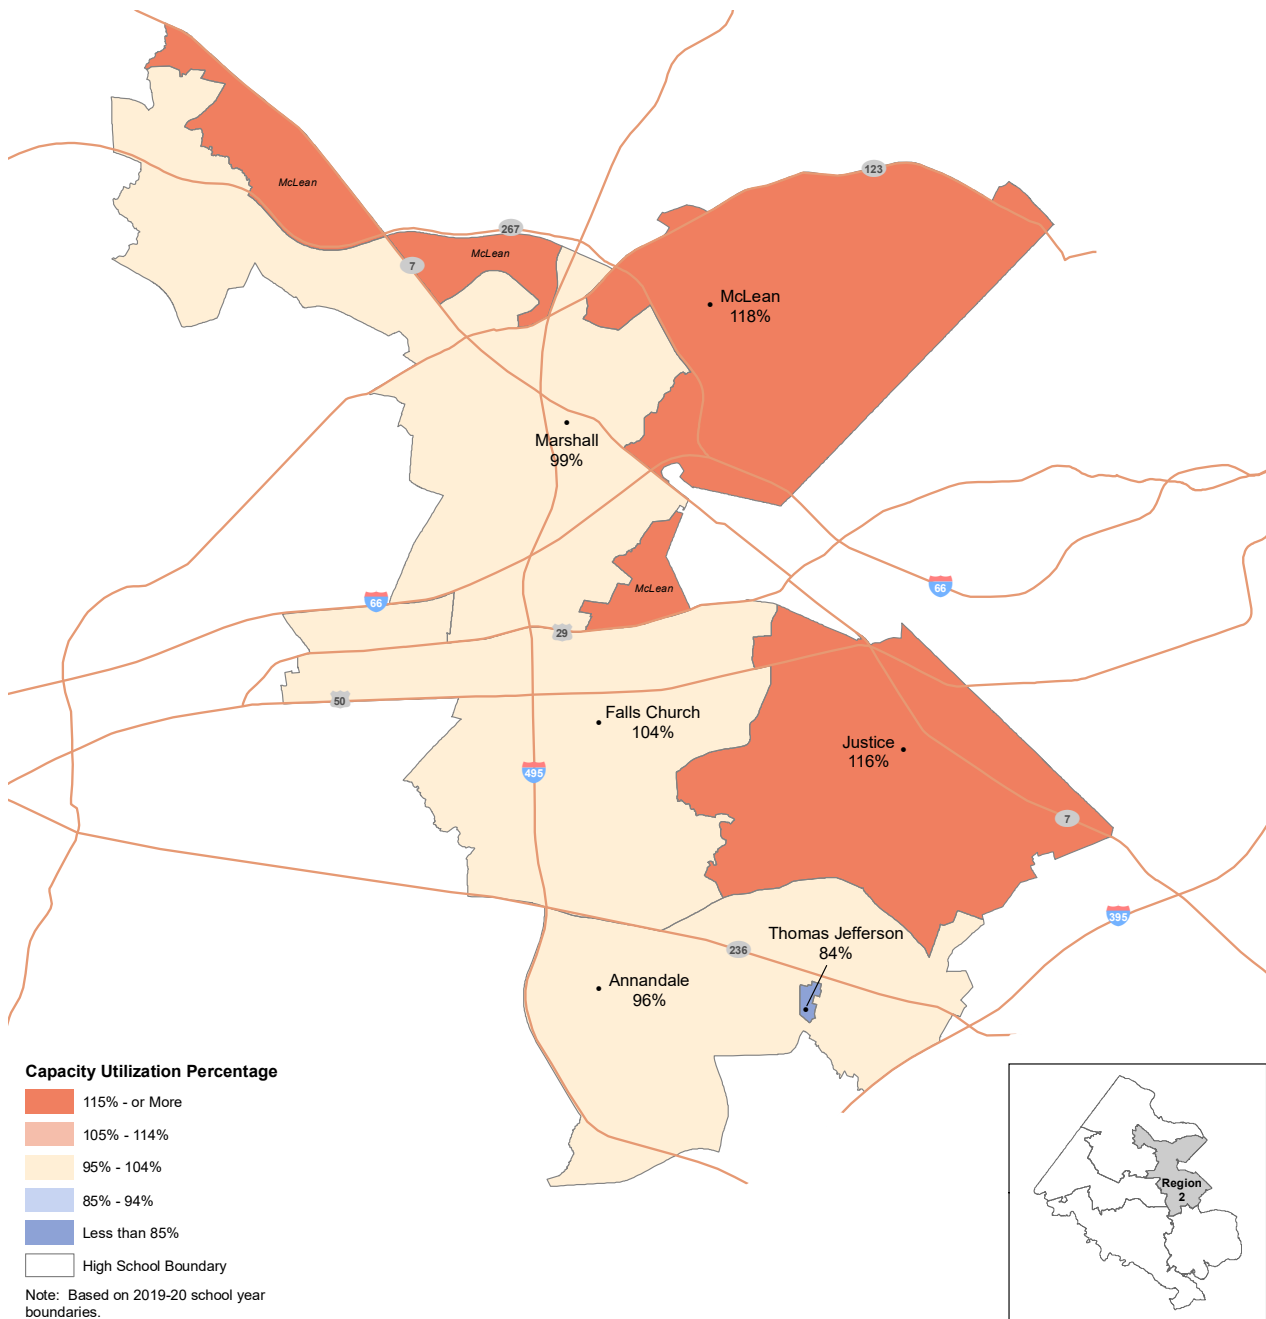 123
McLean
267
McLean
7
McLean
118%
Marshall
99%
McLean
66
66
29
50
Falls Church
104%
Justice
116%
495
7
395
Thomas Jefferson
84%
236
Annandale
96%
Capacity Utilization Percentage
115% - or More
105% - 114%
95% - 104%
85% - 94%
Less than 85%
High School Boundary
Note:  Based on 2019-20 school year
boundaries.
Region
2